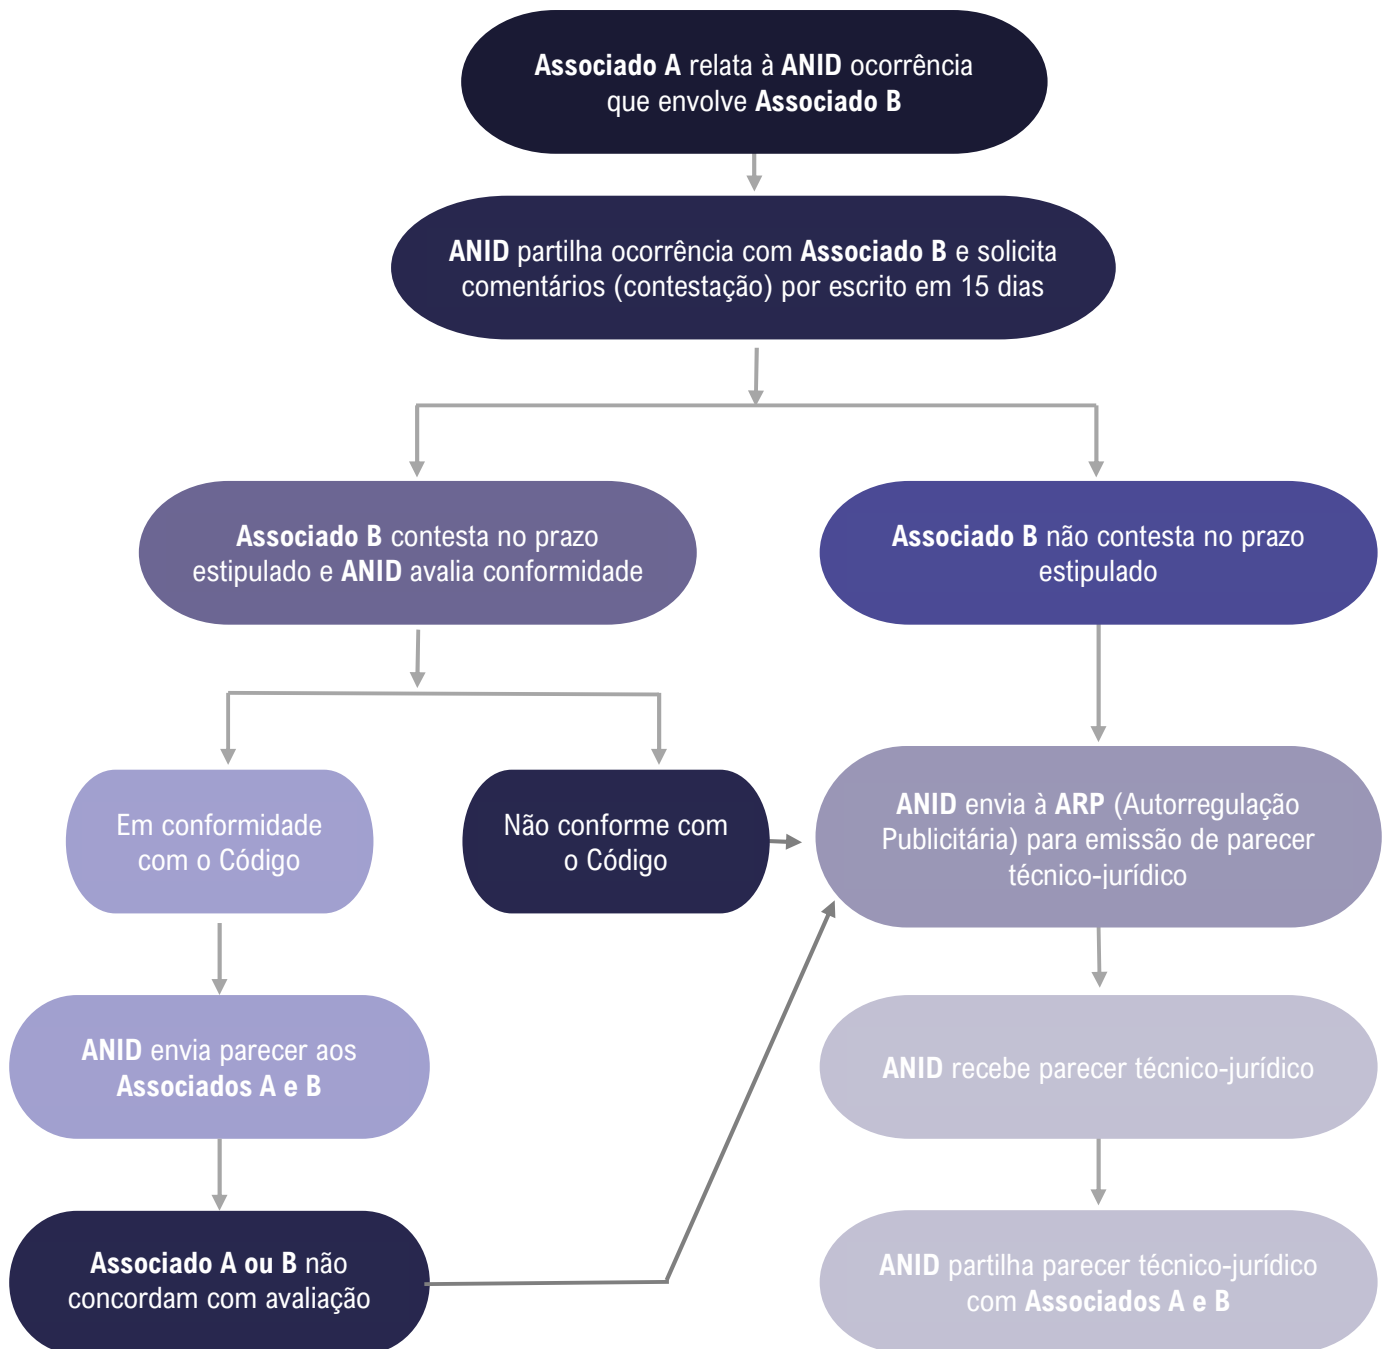 Associado A relata à ANID ocorrência
que envolve Associado B
ANID partilha ocorrência com Associado B e solicita
comentários (contestação) por escrito em 15 dias
Associado B contesta no prazo
estipulado e ANID avalia conformidade
Associado B não contesta no prazo
estipulado
Em conformidade
com o Código
Não conforme com
o Código
ANID envia à ARP (Autorregulação
Publicitária) para emissão de parecer
técnico-jurídico
ANID envia parecer aos
Associados A e B
ANID recebe parecer técnico-jurídico
Associado A ou B não
concordam com avaliação
ANID partilha parecer técnico-jurídico
com Associados A e B